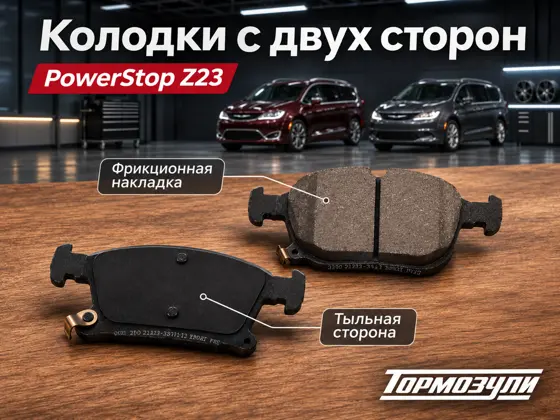 Колодки с двух сторон
PowerStop Z23
Фрикционная
накладка
Тыльная
сторона
ТОРМОЗУЛИ